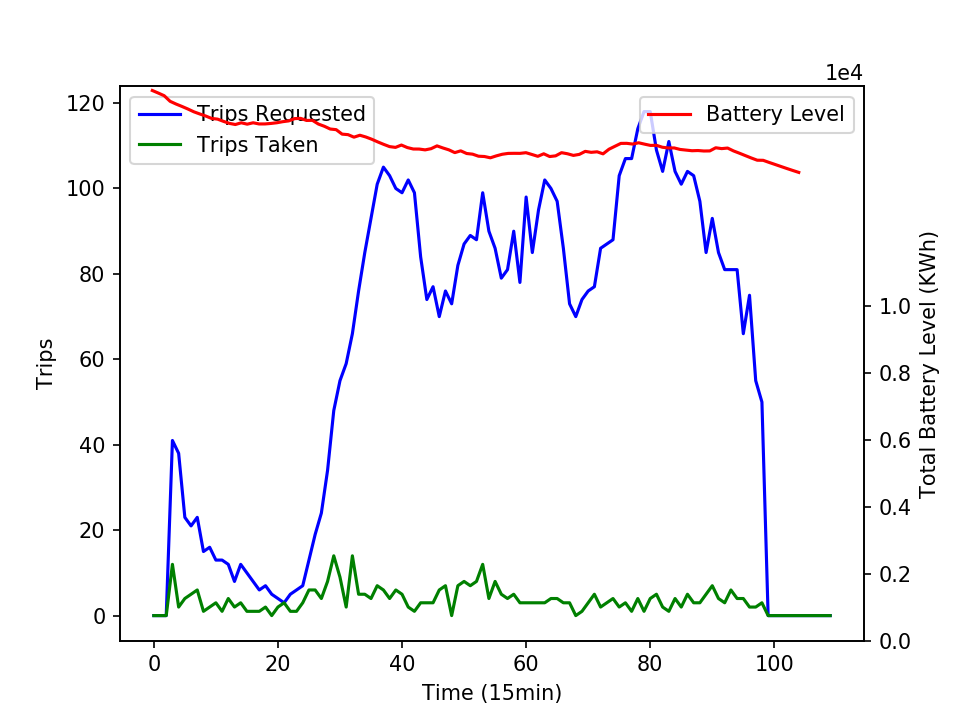 1e4
Trips Requested
Trips Taken
Battery Level
120
100
80
60
40
20
0
Trips
1.0
0.8
0.6
0.4
0.2
0.0
Total Battery Level (KWh)
0 20 40 60 80 100
Time (15min)